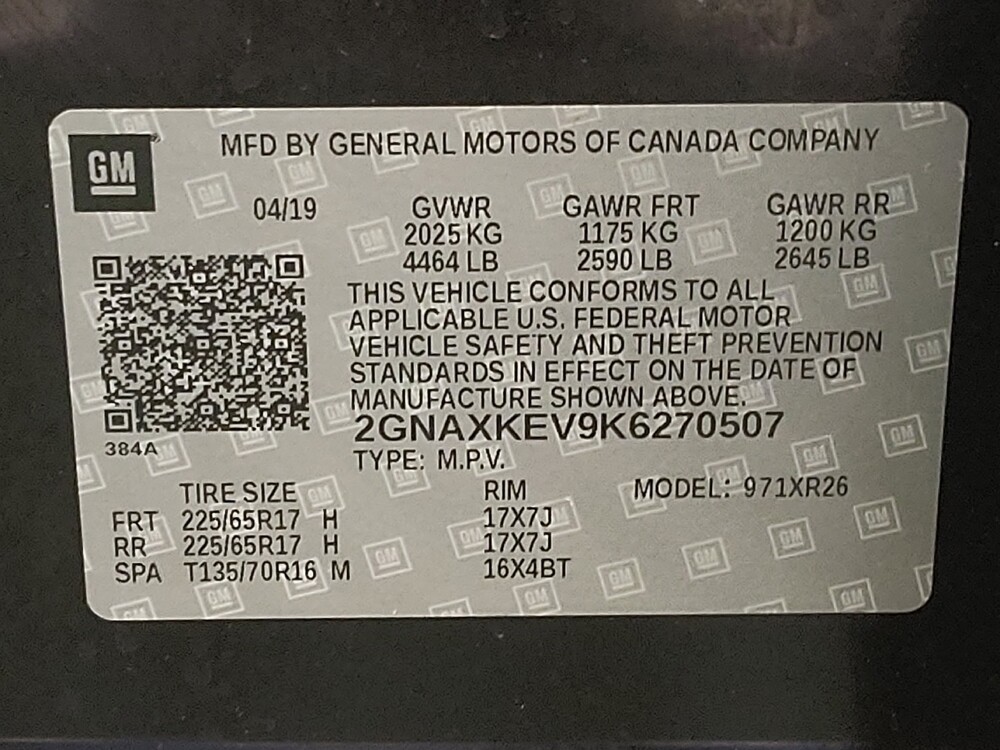 GM
MFD BY GENERAL MOTORS OF CANADA COMPANY
04/19 GVWR GAWR FRT GAWR RR
2025 KG 1175 KG 1200 KG
4464 LB 2590 LB 2645 LB
THIS VEHICLE CONFORMS TO ALL
APPLICABLE U.S. FEDERAL MOTOR
VEHICLE SAFETY AND THEFT PREVENTION
STANDARDS IN EFFECT ON THE DATE OF
MANUFACTURE SHOWN ABOVE.
2GNAXKEV9K6270507
384A
TYPE: M.P.V.
TIRE SIZE RIM MODEL: 971XR26
FRT 225/65R17 H 17X7J
RR 225/65R17 H 17X7J
SPA T135/70R16 M 16X4BT